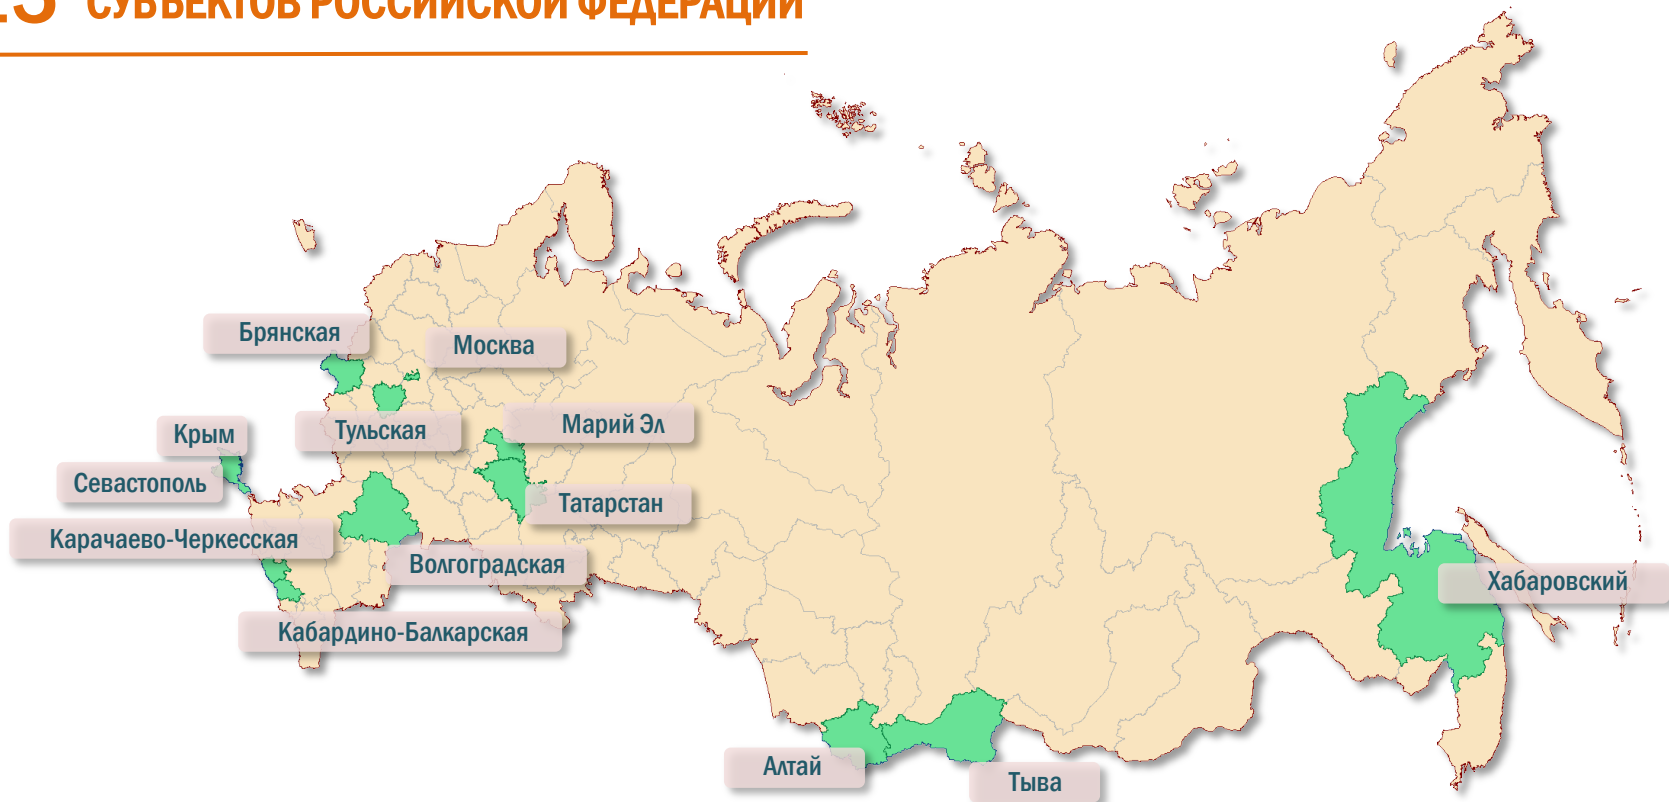 СУБЪЕКТОВ РОССИЙСКОЙ ФЕДЕРАЦИИ
Брянская
Москва
Тульская
Марий Эл
Крым
Севастополь
Татарстан
Карачаево-Черкесская
Волгоградская
Хабаровский
Кабардино-Балкарская
Алтай
Тыва